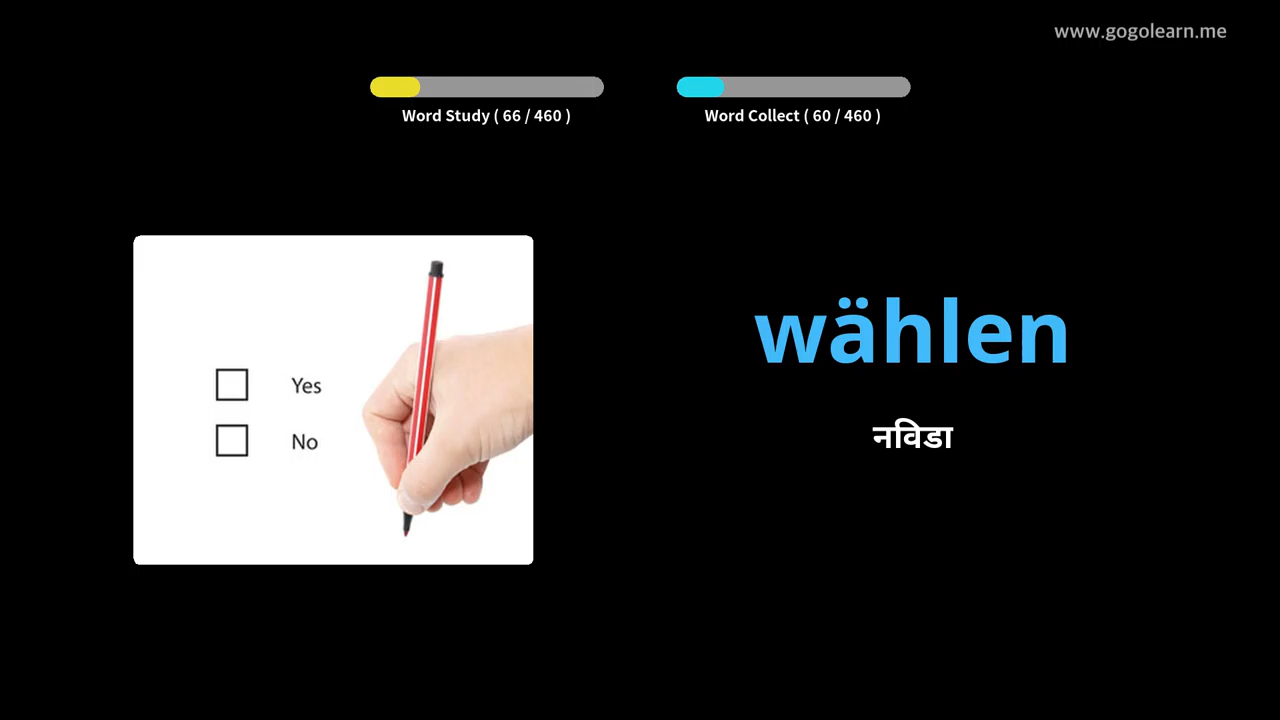 www.gogolearn.me
Word Study ( 66 / 460 )
Word Collect ( 60 / 460 )
Yes
No
wählen
नविडा